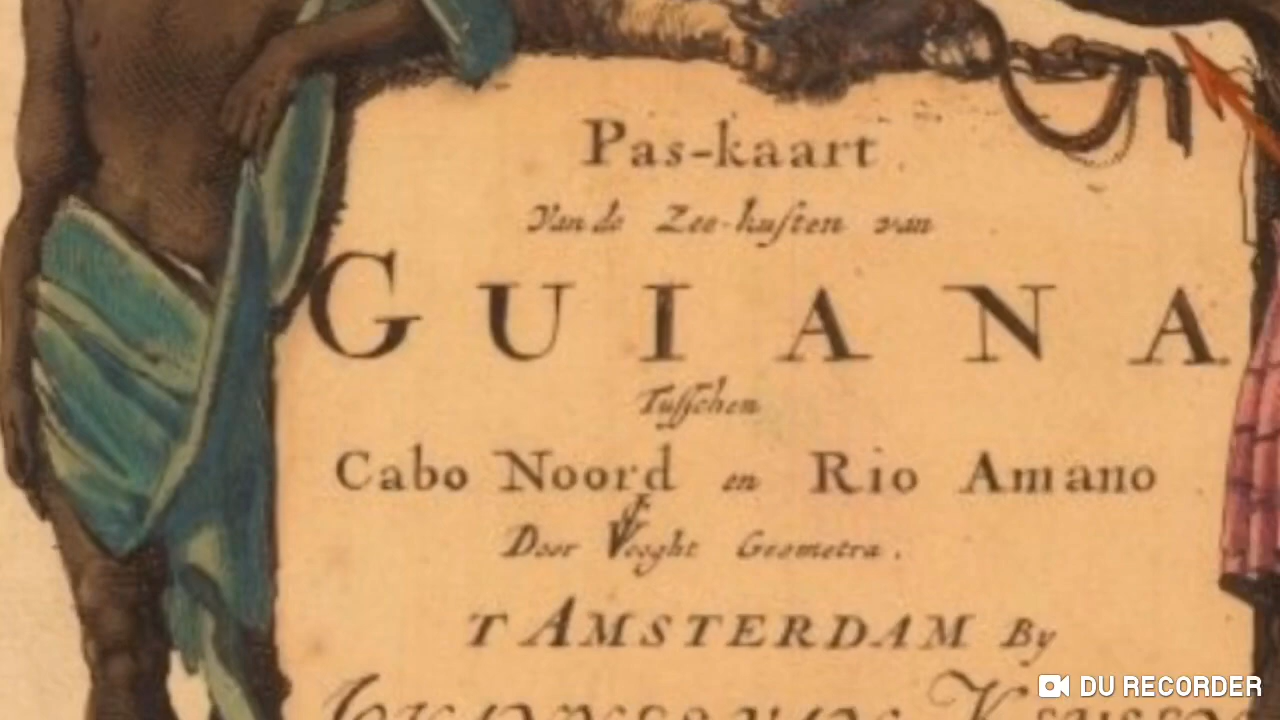 Pas-kaart
Van de Zee-kusten van
GUIANA
Tusschen
Cabo Noord en Rio Amano
Door Vooght Geometra.
T AMSTERDAM By
DU RECORDER